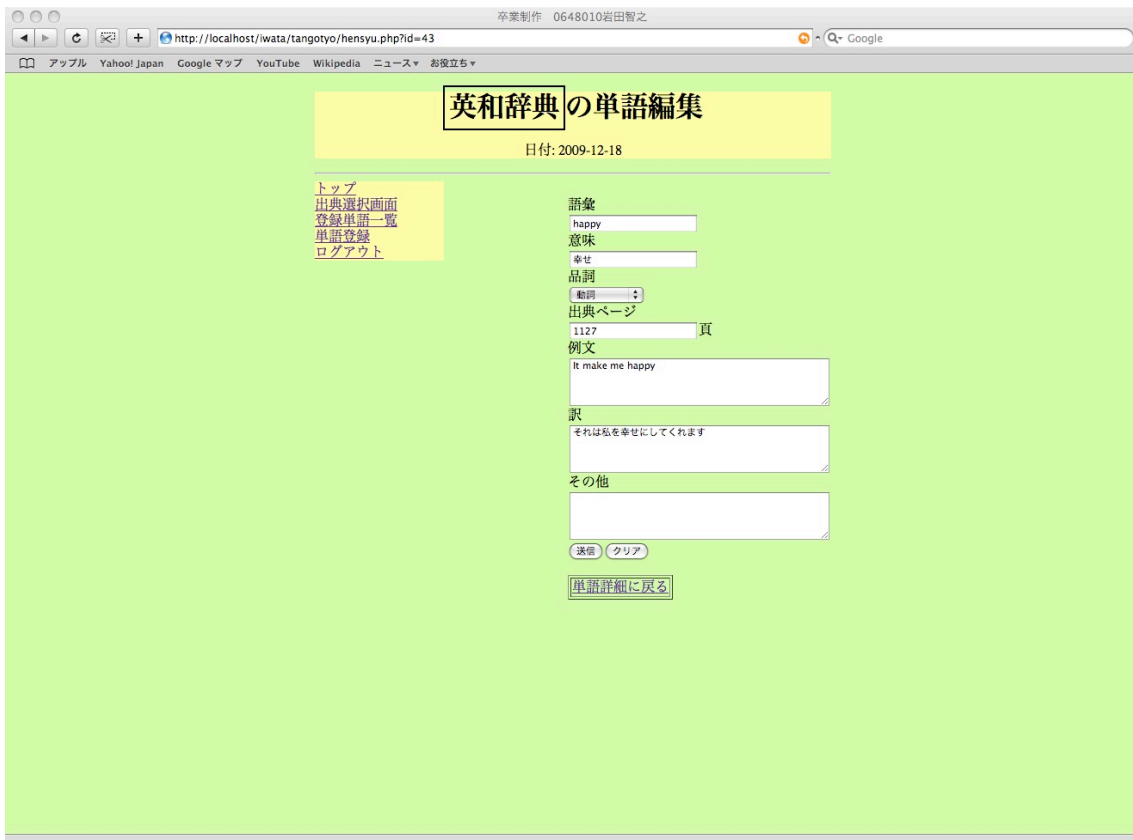 卒業制作 0648010岩田智之
http://localhost/iwata/tangotyo/hensyu.php?id=43
Google
アップル Yahoo! Japan Google マップ YouTube Wikipedia ニュース▼ お役立ち▼
英和辞典の単語編集
日付: 2009-12-18
トップ
出典選択画面
登録単語一覧
単語登録
ログアウト
語彙
happy
意味
幸せ
品詞
動詞
出典ページ
1127 頁
例文
It make me happy
訳
それは私を幸せにしてくれます
その他
送信 クリア
単語詳細に戻る